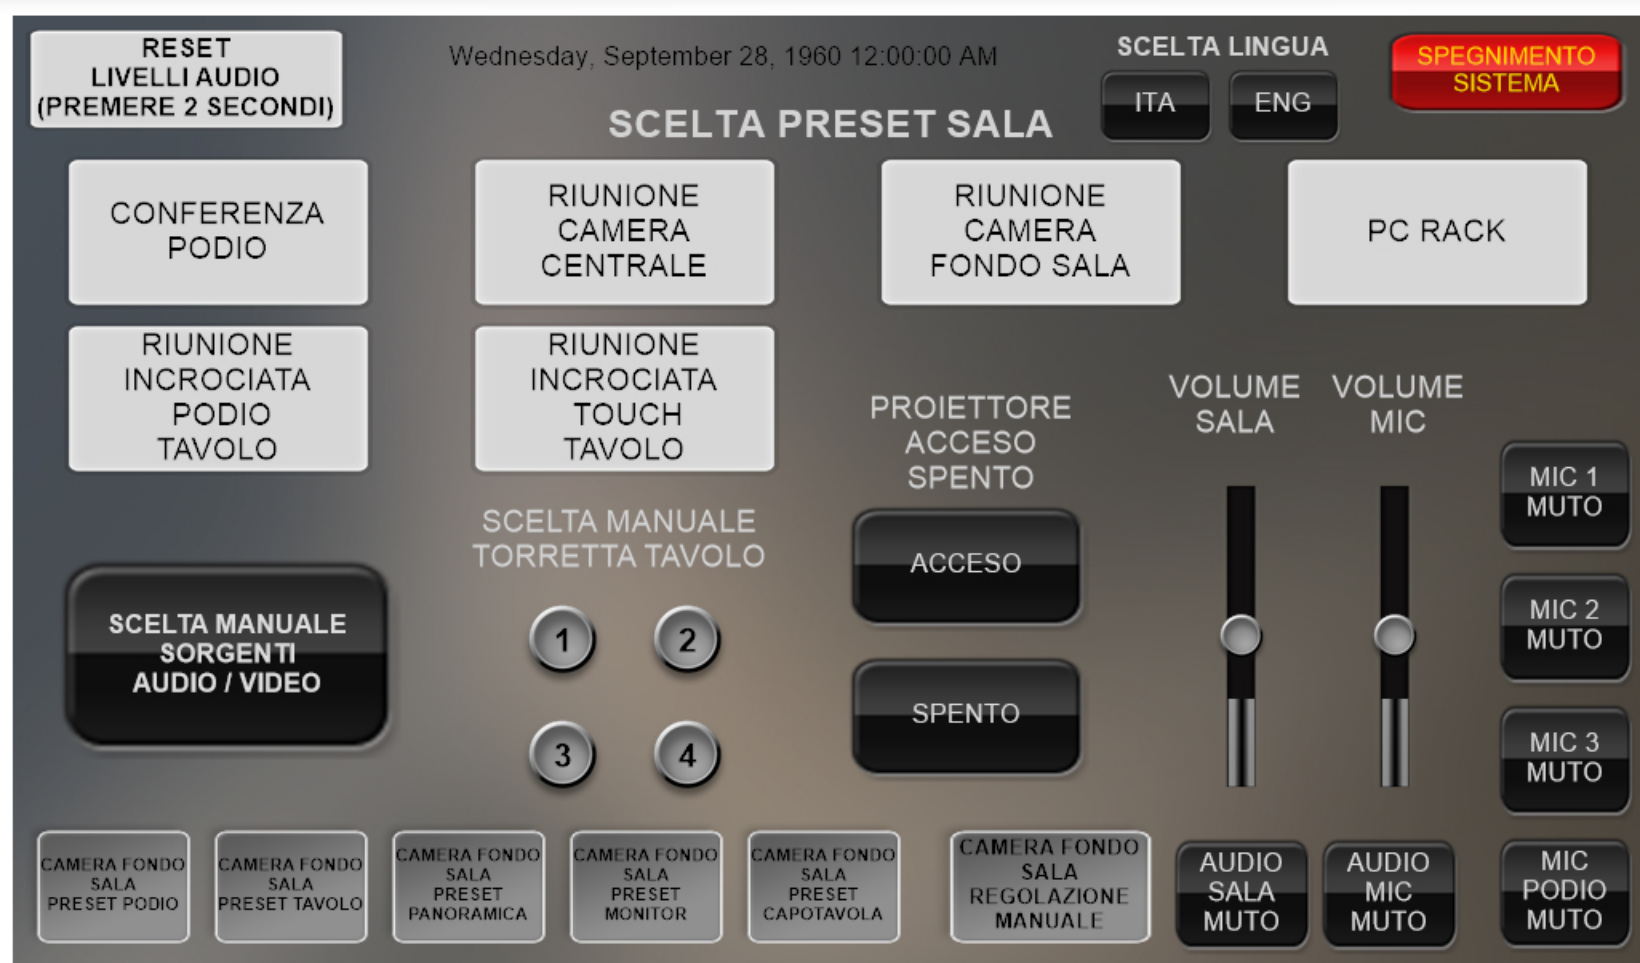 RESET
LIVELLI AUDIO
(PREMERE 2 SECONDI)
Wednesday, September 28, 1960 12:00:00 AM
SCELTA LINGUA
ITA
ENG
SPEGNIMENTO
SISTEMA
SCELTA PRESET SALA
CONFERENZA
PODIO
RIUNIONE
CAMERA
CENTRALE
RIUNIONE
CAMERA
FONDO SALA
PC RACK
RIUNIONE
INCROCIATA
PODIO
TAVOLO
RIUNIONE
INCROCIATA
TOUCH
TAVOLO
PROIETTORE
ACCESO
SPENTO
VOLUME
SALA
VOLUME
MIC
MIC 1
MUTO
SCELTA MANUALE
TORRETTA TAVOLO
ACCESO
SCELTA MANUALE
SORGENTI
AUDIO / VIDEO
1
2
3
4
SPENTO
MIC 2
MUTO
MIC 3
MUTO
CAMERA FONDO
SALA
PRESET PODIO
CAMERA FONDO
SALA
PRESET TAVOLO
CAMERA FONDO
SALA
PRESET
PANORAMICA
CAMERA FONDO
SALA
PRESET
MONITOR
CAMERA FONDO
SALA
PRESET
CAPOTAVOLA
CAMERA FONDO
SALA
REGOLAZIONE
MANUALE
AUDIO
SALA
MUTO
AUDIO
MIC
MUTO
MIC
PODIO
MUTO